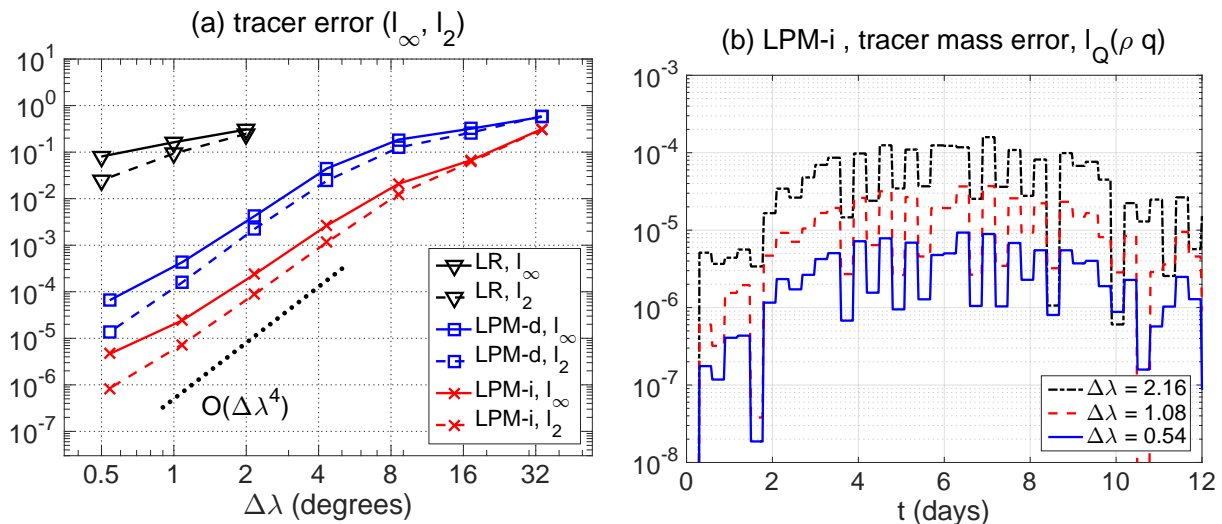 (a) tracer error (l∞, l2)
10^1
10^0
10^-1
10^-2
10^-3
10^-4
10^-5
10^-6
10^-7
0.5 1 2 4 8 16 32
Δλ (degrees)
O(Δλ^4)
LR, l∞
LR, l2
LPM-d, l∞
LPM-d, l2
LPM-i, l∞
LPM-i, l2
(b) LPM-i , tracer mass error, lQ(ρ q)
10^-3
10^-4
10^-5
10^-6
10^-7
10^-8
0 2 4 6 8 10 12
t (days)
Δλ = 2.16
Δλ = 1.08
Δλ = 0.54